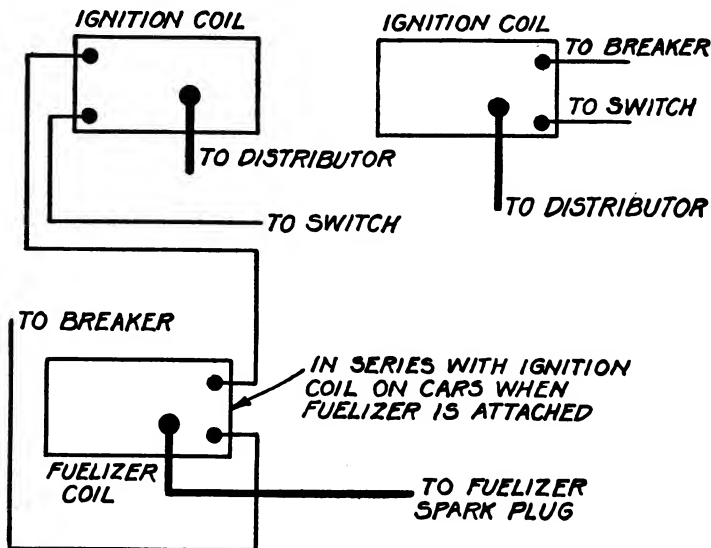 IGNITION COIL
TO DISTRIBUTOR
TO SWITCH
IGNITION COIL
TO BREAKER
TO SWITCH
TO DISTRIBUTOR
TO BREAKER
IN SERIES WITH IGNITION
COIL ON CARS WHEN
FUELIZER IS ATTACHED
FUELIZER
COIL
TO FUELIZER
SPARK PLUG